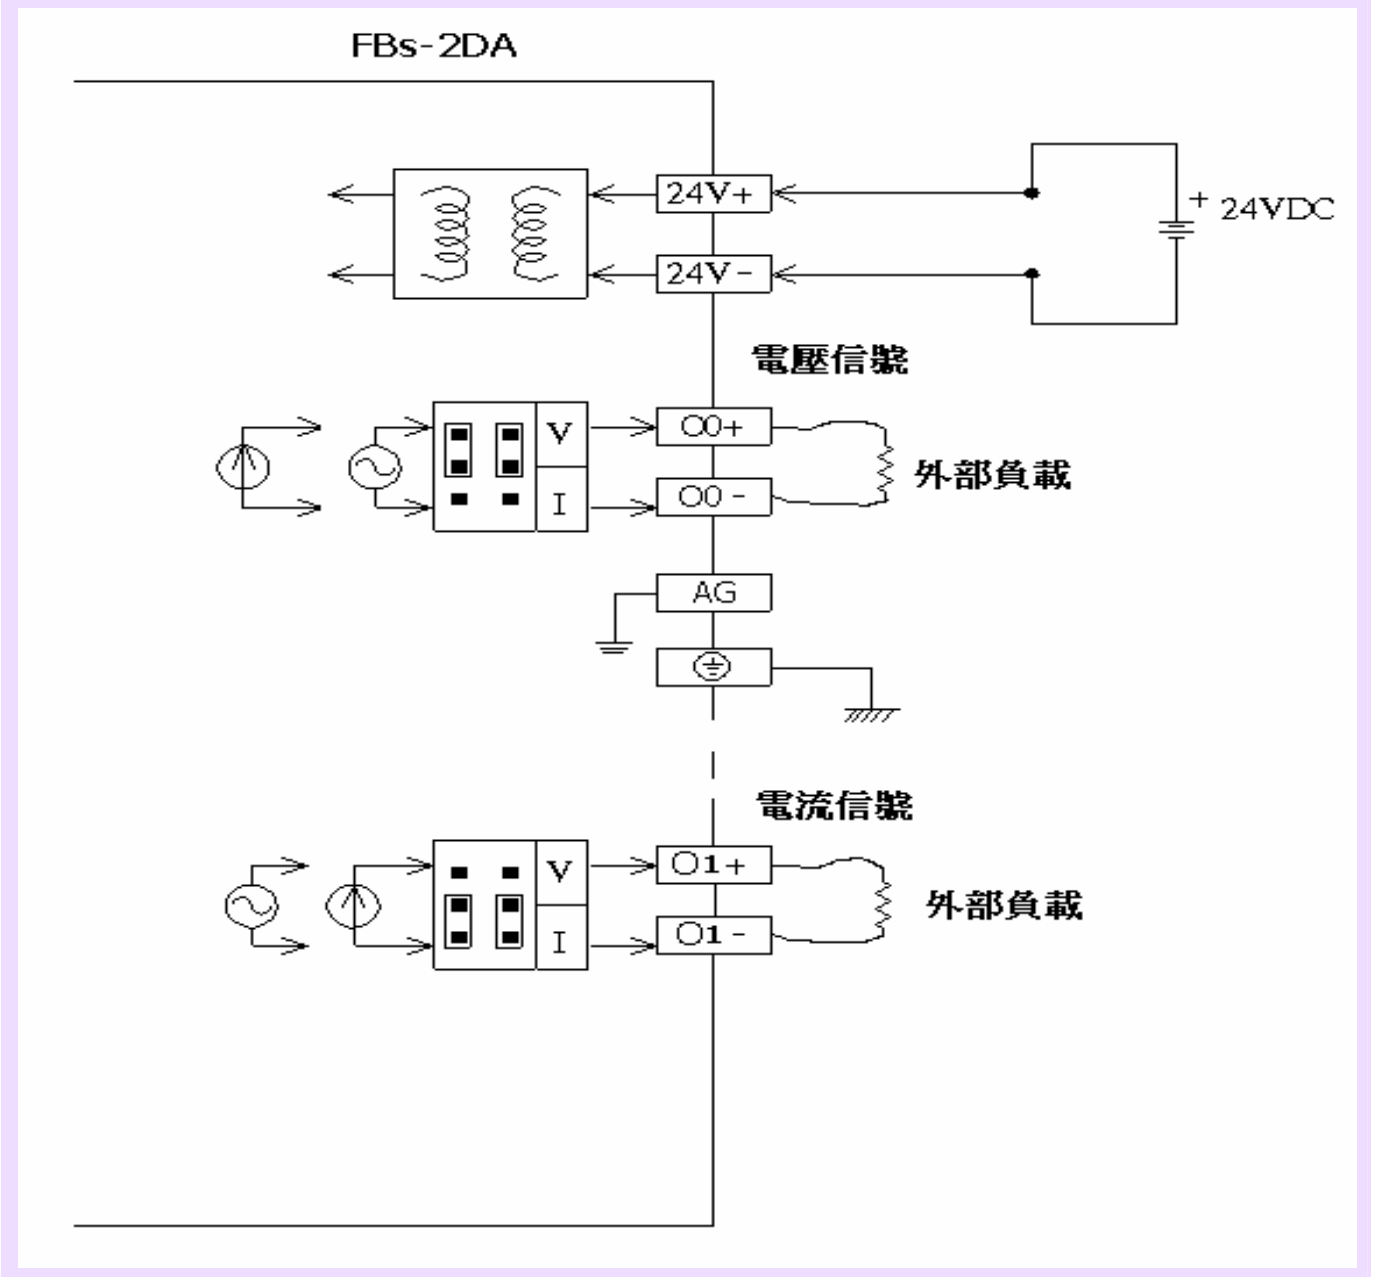 FBs-2DA
24V+
24V-
+ 24VDC
電壓信號
V
I
O0+
O0-
外部負載
AG
電流信號
V
I
O1+
O1-
外部負載